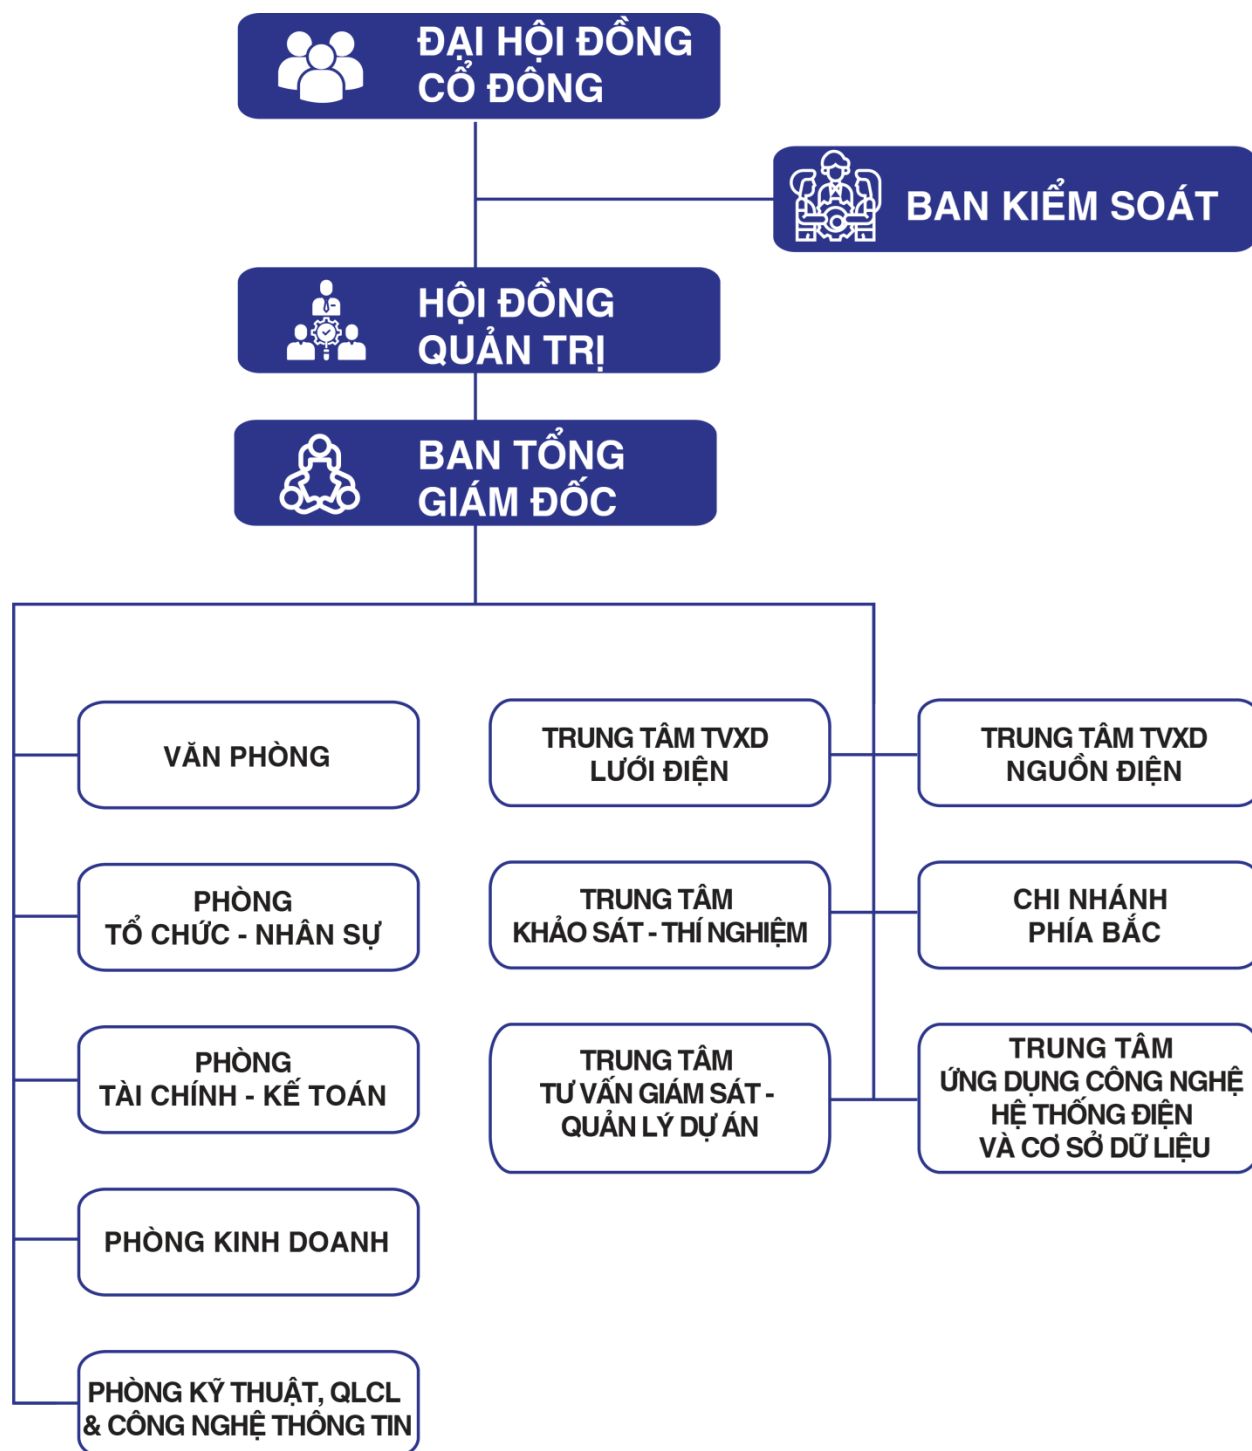 ĐẠI HỘI ĐỒNG
CỔ ĐÔNG
BAN KIỂM SOÁT
HỘI ĐỒNG
QUẢN TRỊ
BAN TỔNG
GIÁM ĐỐC
VĂN PHÒNG
TRUNG TÂM TVXD
LƯỚI ĐIỆN
TRUNG TÂM TVXD
NGUỒN ĐIỆN
PHÒNG
TỔ CHỨC - NHÂN SỰ
TRUNG TÂM
KHẢO SÁT - THÍ NGHIỆM
CHI NHÁNH
PHÍA BẮC
PHÒNG
TÀI CHÍNH - KẾ TOÁN
TRUNG TÂM
TƯ VẤN GIÁM SÁT -
QUẢN LÝ DỰ ÁN
TRUNG TÂM
ỨNG DỤNG CÔNG NGHỆ
HỆ THỐNG ĐIỆN
VÀ CƠ SỞ DỮ LIỆU
PHÒNG KINH DOANH
PHÒNG KỸ THUẬT, QLCL
& CÔNG NGHỆ THÔNG TIN